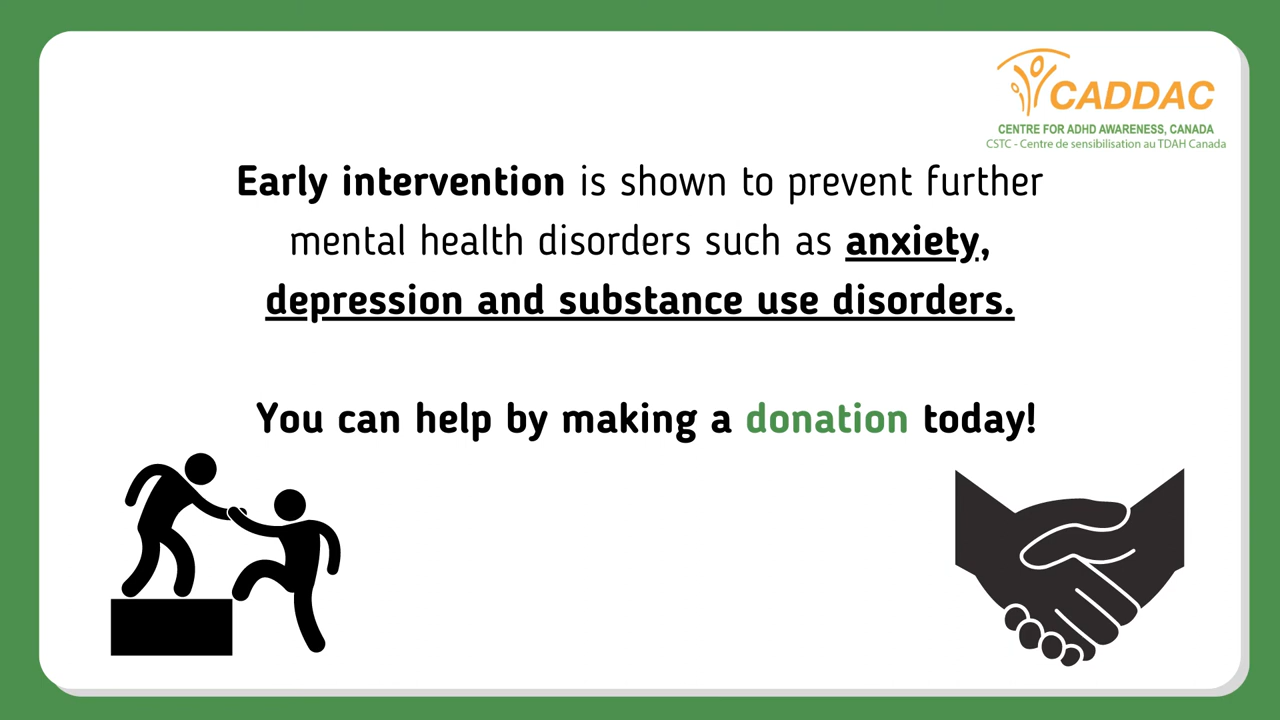 CADDAC
CENTRE FOR ADHD AWARENESS, CANADA
CSTC - Centre de sensibilisation au TDAH Canada
Early intervention is shown to prevent further
mental health disorders such as anxiety,
depression and substance use disorders.
You can help by making a donation today!